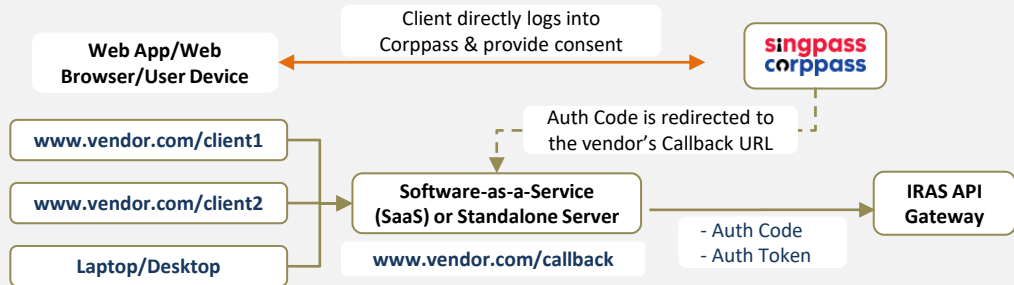 Client directly logs into
Corppass & provide consent
Web App/Web
Browser/User Device
singpass
corppass
Auth Code is redirected to
the vendor's Callback URL
www.vendor.com/client1
www.vendor.com/client2
Laptop/Desktop
Software-as-a-Service
(SaaS) or Standalone Server
www.vendor.com/callback
- Auth Code
- Auth Token
IRAS API
Gateway